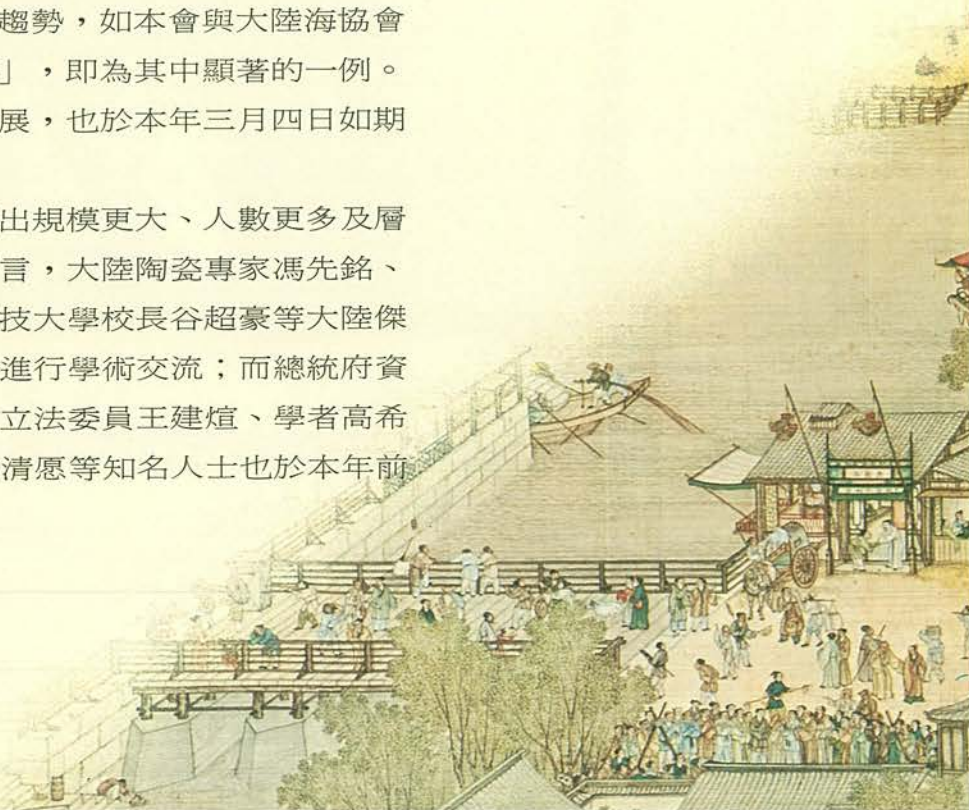 趨勢，如本會與大陸海協會
」，即為其中顯著的一例。
展，也於本年三月四日如期
出規模更大、人數更多及層
言，大陸陶瓷專家馮先銘、
技大學校長谷超豪等大陸傑
進行學術交流；而總統府資
立法委員王建煊、學者高希
清愿等知名人士也於本年前